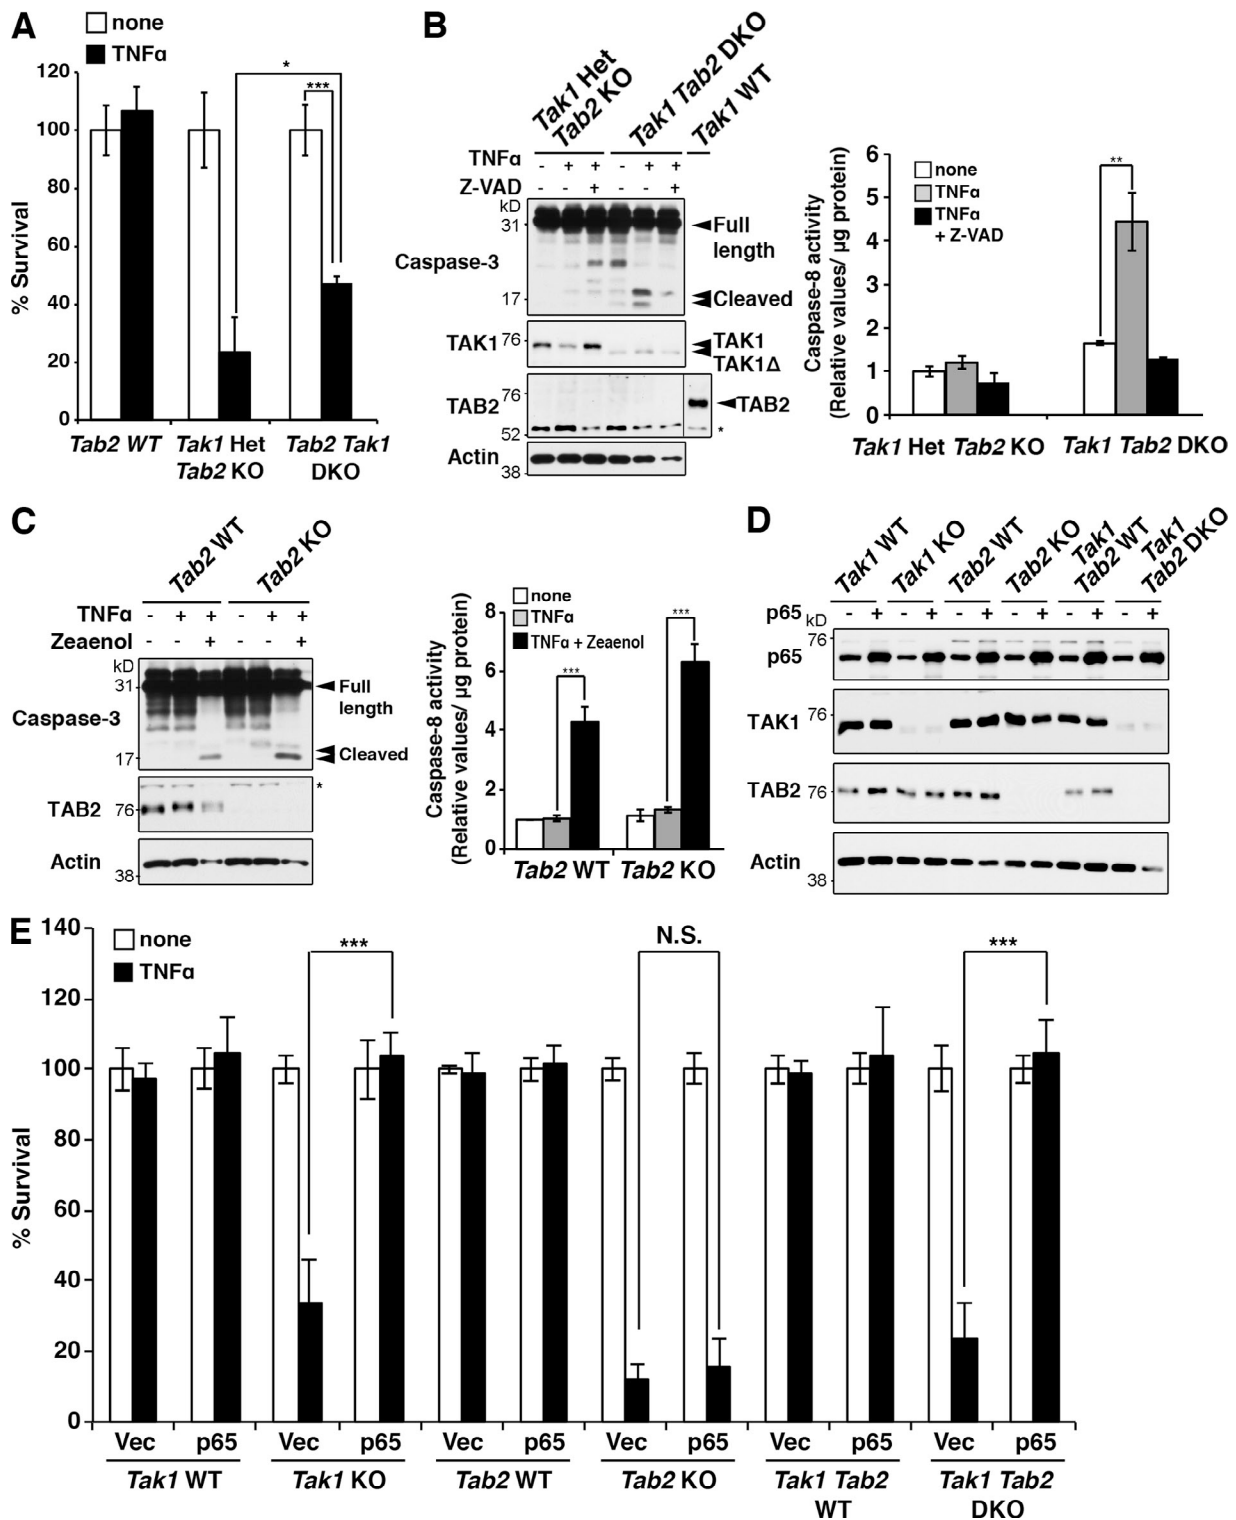 A
none
TNFα
*
***
120
100
80
60
40
20
0
% Survival
Tab2 WT
Tak1 Het
Tab2 KO
Tab2 Tak1
DKO
B
Tak1 Het
Tab2 KO
Tak1 Tab2 DKO
Tak1 WT
TNFα - + + - + +
Z-VAD - - + - - +
kD
31
Full
length
Caspase-3
17
Cleaved
TAK1
76
TAK1
TAK1Δ
76
TAB2
TAB2
52
*
Actin
38
Caspase-8 activity
(Relative values/ µg protein)
6
5
4
3
2
1
0
none
TNFα
TNFα
+ Z-VAD
**
Tak1 Het Tab2 KO
Tak1 Tab2 DKO
C
Tab2 WT
Tab2 KO
TNFα - + + - + +
Zeaenol - - + - - +
kD
31
Full
length
Caspase-3
17
Cleaved
*
TAB2
76
Actin
38
Caspase-8 activity
(Relative values/ µg protein)
8
6
4
2
0
none
TNFα
TNFα + Zeaenol
***
***
Tab2 WT
Tab2 KO
D
Tak1 WT
Tak1 KO
Tab2 WT
Tab2 KO
Tak1
Tab2 WT
Tak1
Tab2 DKO
p65 - + - + - + - + - + - +
kD
76
p65
TAK1
76
TAB2
76
Actin
38
E
none
TNFα
***
N.S.
***
140
120
100
80
60
40
20
0
% Survival
Vec p65 Vec p65 Vec p65 Vec p65 Vec p65 Vec p65
Tak1 WT
Tak1 KO
Tab2 WT
Tab2 KO
Tak1 Tab2
WT
Tak1 Tab2
DKO